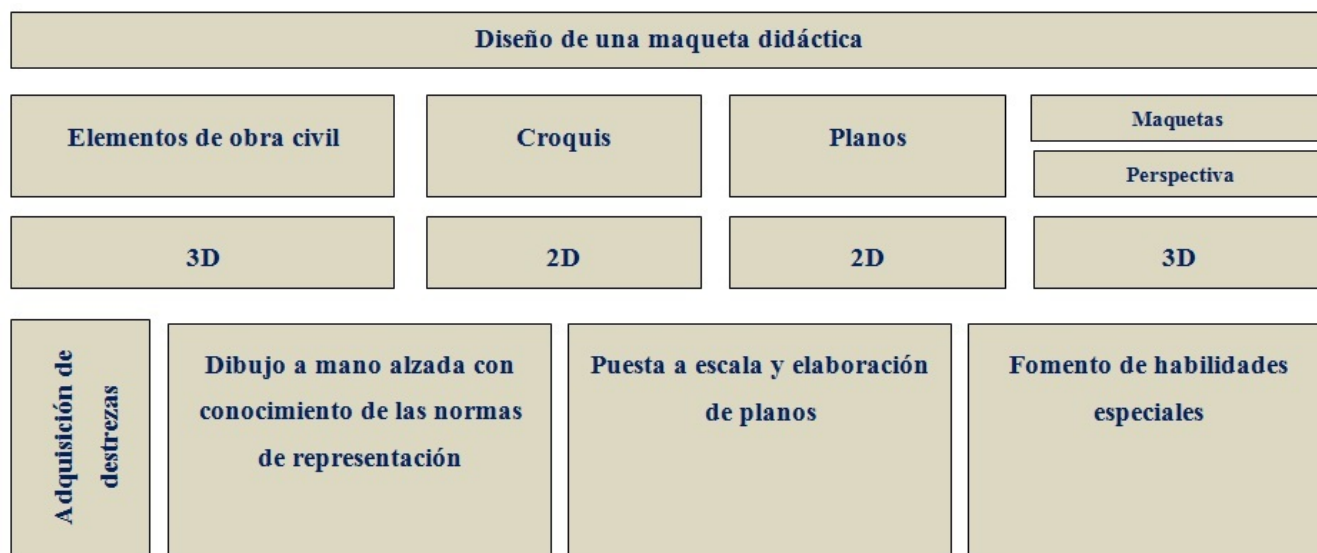 Diseño de una maqueta didáctica
Elementos de obra civil
Croquis
Planos
Maquetas
Perspectiva
3D
2D
2D
3D
Adquisición de
destrezas
Dibujo a mano alzada con
conocimiento de las normas
de representación
Puesta a escala y elaboración
de planos
Fomento de habilidades
especiales